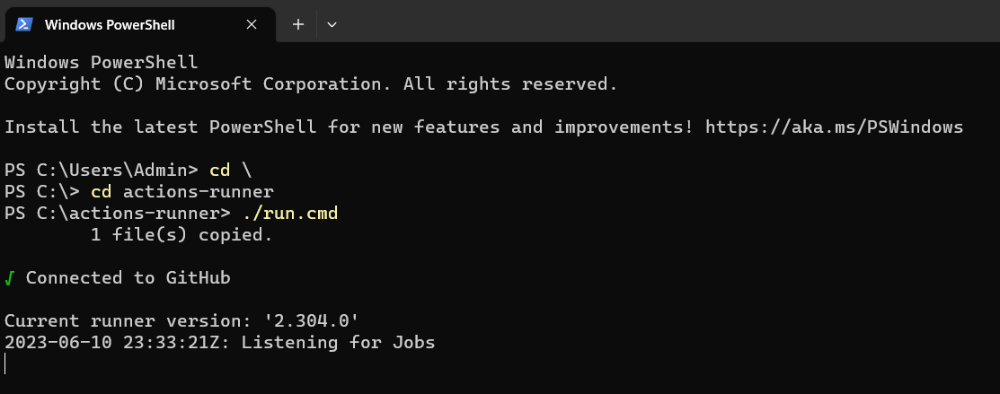 Windows PowerShell
Windows PowerShell
Copyright (C) Microsoft Corporation. All rights reserved.
Install the latest PowerShell for new features and improvements! https://aka.ms/PSWindows
PS C:\Users\Admin> cd \
PS C:\> cd actions-runner
PS C:\actions-runner> ./run.cmd
        1 file(s) copied.
√ Connected to GitHub
Current runner version: '2.304.0'
2023-06-10 23:33:21Z: Listening for Jobs